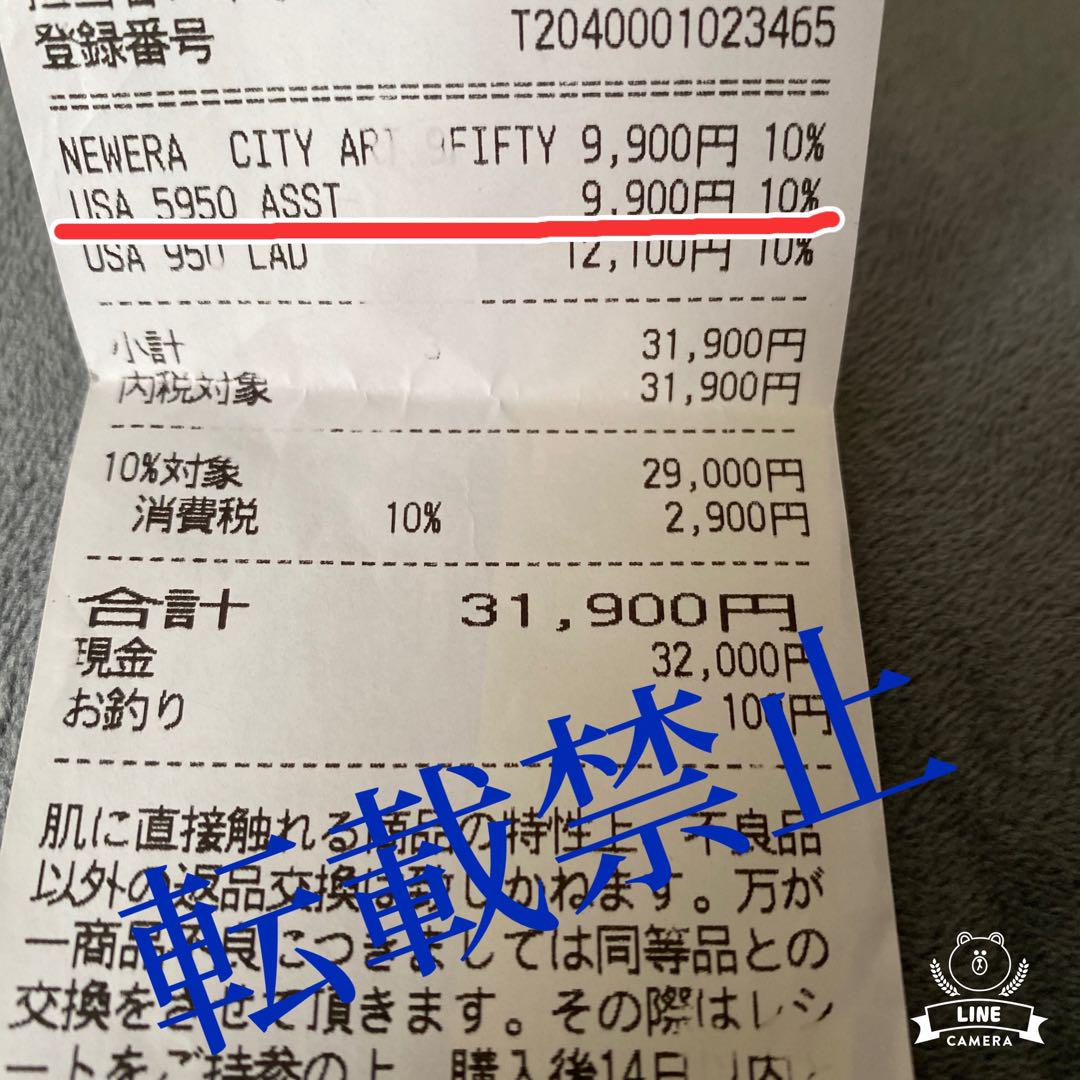 登録番号 T2040001023465
NEWERA CITY ART 9FIFTY 9,900円 10%
USA 5950 ASST 9,900円 10%
USA 950 LAD 12,100円 10%
小計 31,900円
内税対象 31,900円
10%対象 29,000円
消費税 10% 2,900円
合計 31,900円
現金 32,000円
お釣り 100円
肌に直接触れる商品の特性上 不良品
以外の返品交換は致しかねます。万が
一商品不良につきましては同等品との
交換をさせて頂きます。その際はレシ
ートをご持参の上 購入後14日以内
転載禁止
LINE
CAMERA